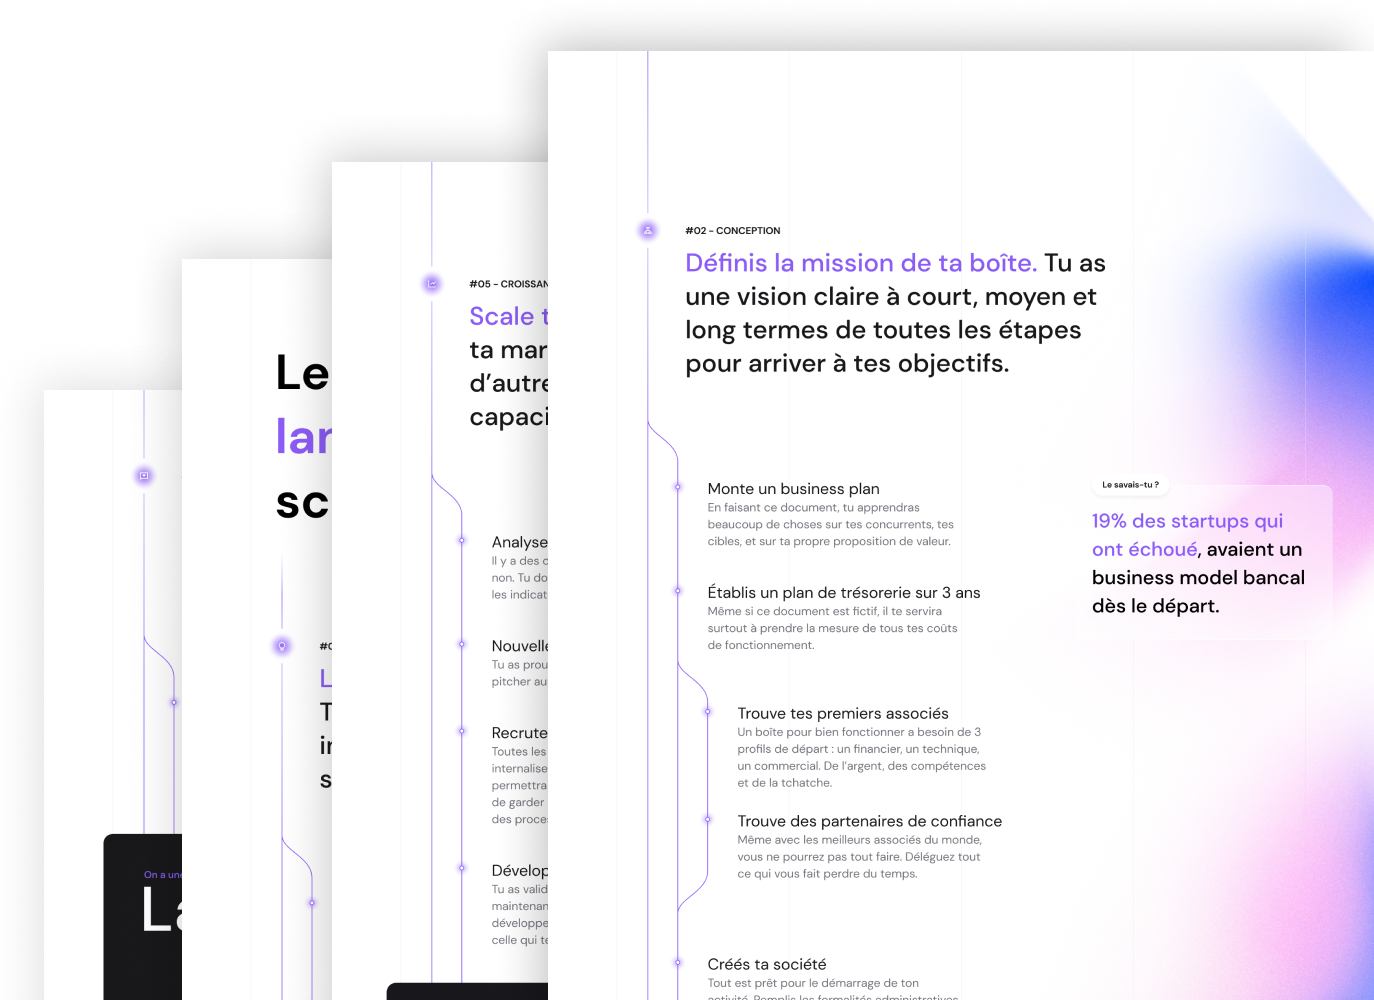 #02 - CONCEPTION
Définis la mission de ta boîte. Tu as
une vision claire à court, moyen et
long termes de toutes les étapes
pour arriver à tes objectifs.
Monte un business plan
En faisant ce document, tu apprendras
beaucoup de choses sur tes concurrents, tes
cibles, et sur ta propre proposition de valeur.
Établis un plan de trésorerie sur 3 ans
Même si ce document est fictif, il te servira
surtout à prendre la mesure de tous tes coûts
de fonctionnement.
Trouve tes premiers associés
Un boîte pour bien fonctionner a besoin de 3
profils de départ : un financier, un technique,
un commercial. De l'argent, des compétences
et de la tchatche.
Trouve des partenaires de confiance
Même avec les meilleurs associés du monde,
vous ne pourrez pas tout faire. Déléguez tout
ce qui vous fait perdre du temps.
Créés ta société
Tout est prêt pour le démarrage de ton
activité. Remplis les formalités administratives
Le savais-tu ?
19% des startups qui
ont échoué, avaient un
business model bancal
dès le départ.
#05 - CROISSAN
Scale t
ta mar
d'autre
capaci
Analyse
Il y a des c
non. Tu do
les indicat
Nouvelle
Tu as prou
pitcher au
Recrute
Toutes les
internalise
permettra
de garder
des proce
Dévelop
Tu as valid
maintenan
développe
celle qui te
Le
lan
sc
#0
L
T
in
s
On a une
La